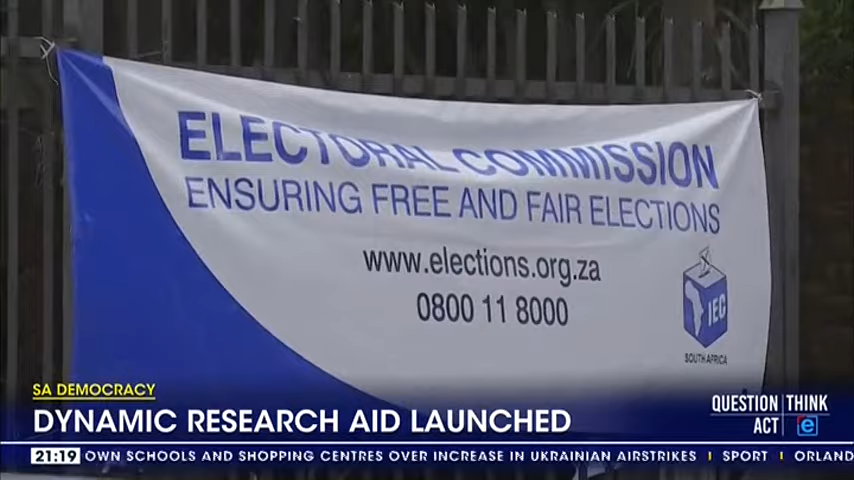 ELECTORAL COMMISSION
ENSURING FREE AND FAIR ELECTIONS
www.elections.org.za
0800 11 8000
IEC
SOUTH AFRICA
SA DEMOCRACY
DYNAMIC RESEARCH AID LAUNCHED
QUESTION THINK
ACT e
21:19 OWN SCHOOLS AND SHOPPING CENTRES OVER INCREASE IN UKRAINIAN AIRSTRIKES I SPORT I ORLAND